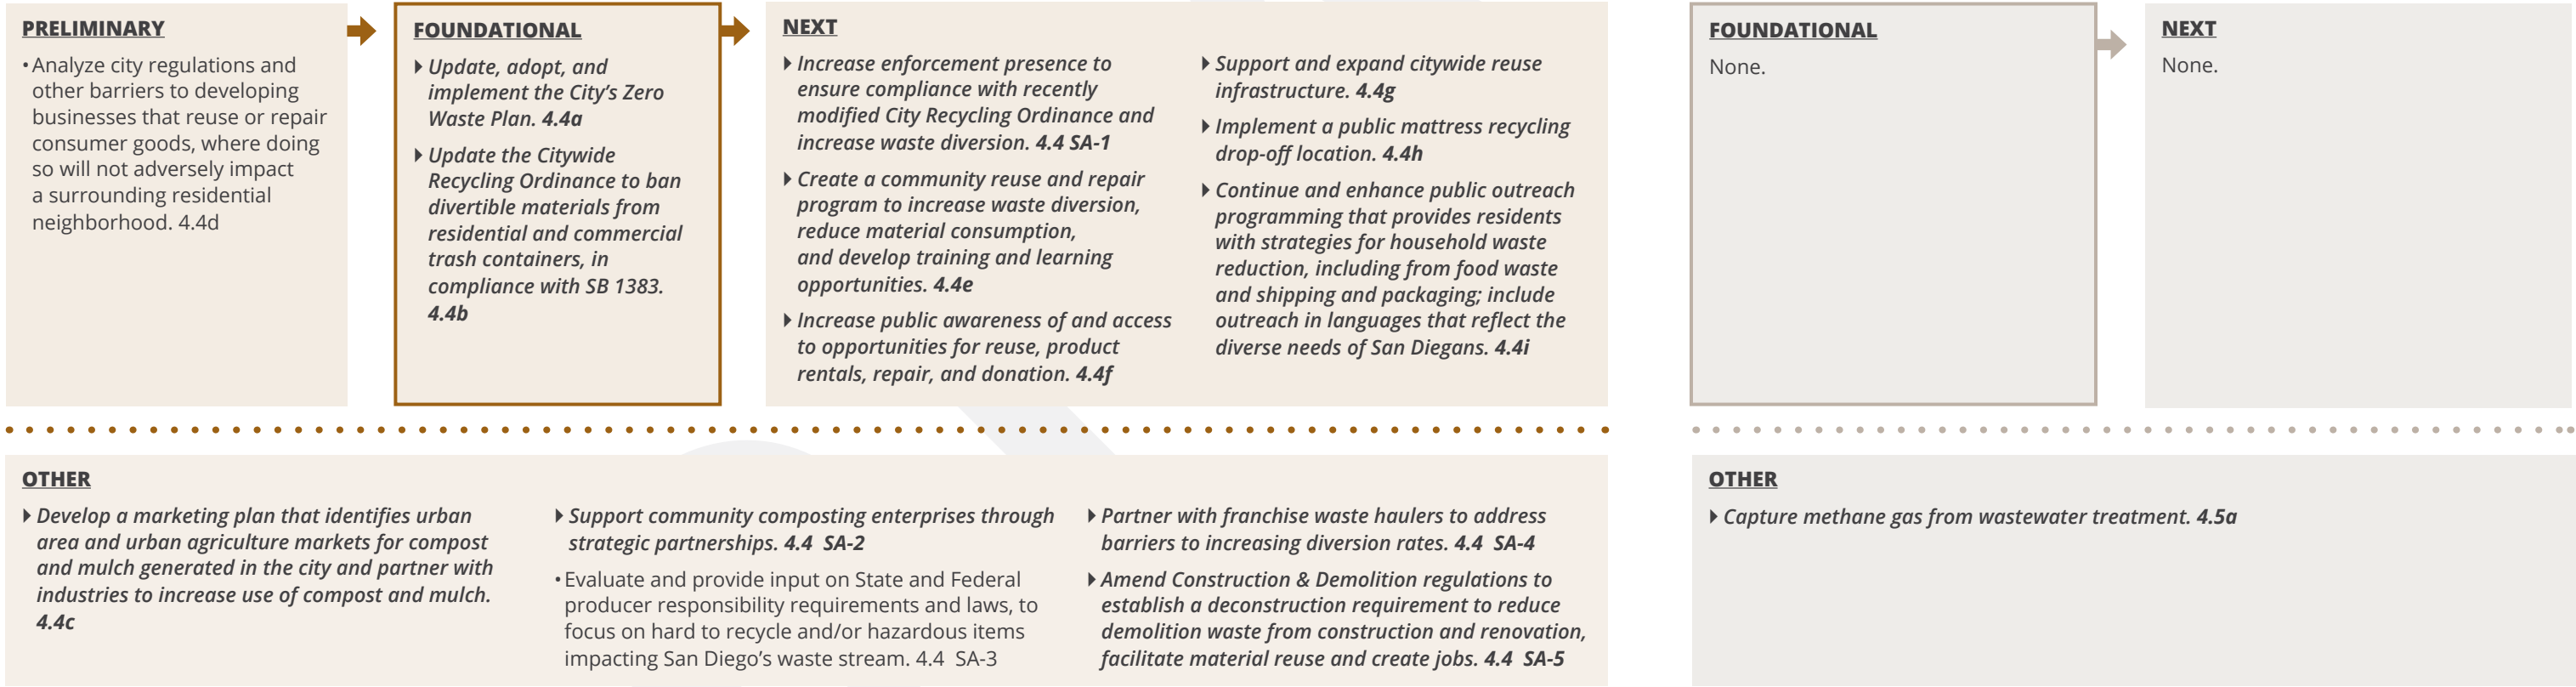 PRELIMINARY
•Analyze city regulations and
other barriers to developing
businesses that reuse or repair
consumer goods, where doing
so will not adversely impact
a surrounding residential
neighborhood. 4.4d
FOUNDATIONAL
Update, adopt, and
implement the City’s Zero
Waste Plan. 4.4a
Update the Citywide
Recycling Ordinance to ban
divertible materials from
residential and commercial
trash containers, in
compliance with SB 1383.
4.4b
NEXT
Increase enforcement presence to
ensure compliance with recently
modified City Recycling Ordinance and
increase waste diversion. 4.4 SA-1
Create a community reuse and repair
program to increase waste diversion,
reduce material consumption,
and develop training and learning
opportunities. 4.4e
Increase public awareness of and access
to opportunities for reuse, product
rentals, repair, and donation. 4.4f
Support and expand citywide reuse
infrastructure. 4.4g
Implement a public mattress recycling
drop-off location. 4.4h
Continue and enhance public outreach
programming that provides residents
with strategies for household waste
reduction, including from food waste
and shipping and packaging; include
outreach in languages that reflect the
diverse needs of San Diegans. 4.4i
OTHER
Develop a marketing plan that identifies urban
area and urban agriculture markets for compost
and mulch generated in the city and partner with
industries to increase use of compost and mulch.
4.4c
Support community composting enterprises through
strategic partnerships. 4.4 SA-2
•Evaluate and provide input on State and Federal
producer responsibility requirements and laws, to
focus on hard to recycle and/or hazardous items
impacting San Diego’s waste stream. 4.4 SA-3
Partner with franchise waste haulers to address
barriers to increasing diversion rates. 4.4 SA-4
Amend Construction & Demolition regulations to
establish a deconstruction requirement to reduce
demolition waste from construction and renovation,
facilitate material reuse and create jobs. 4.4 SA-5
FOUNDATIONAL
None.
NEXT
None.
OTHER
Capture methane gas from wastewater treatment. 4.5a